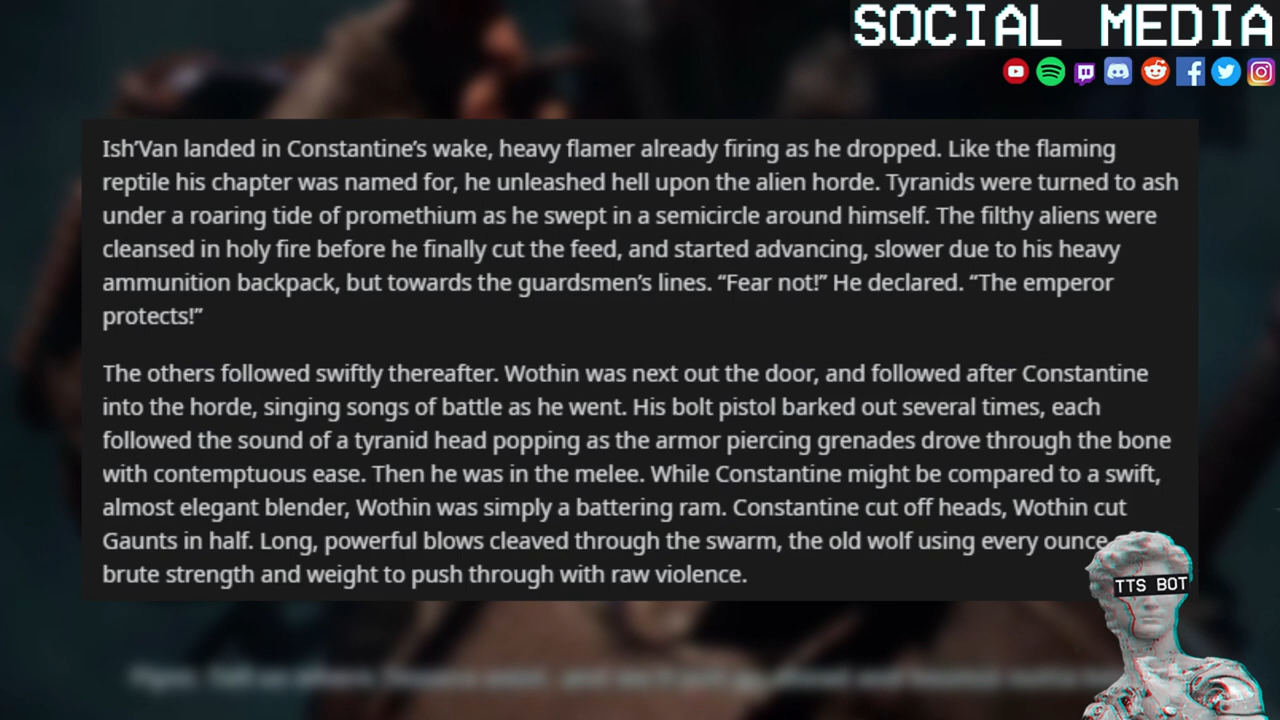 SOCIAL MEDIA
Ish’Van landed in Constantine’s wake, heavy flamer already firing as he dropped. Like the flaming
reptile his chapter was named for, he unleashed hell upon the alien horde. Tyranids were turned to ash
under a roaring tide of promethium as he swept in a semicircle around himself. The filthy aliens were
cleansed in holy fire before he finally cut the feed, and started advancing, slower due to his heavy
ammunition backpack, but towards the guardsmen’s lines. “Fear not!” He declared. “The emperor
protects!”
The others followed swiftly thereafter. Wothin was next out the door, and followed after Constantine
into the horde, singing songs of battle as he went. His bolt pistol barked out several times, each
followed the sound of a tyranid head popping as the armor piercing grenades drove through the bone
with contemptuous ease. Then he was in the melee. While Constantine might be compared to a swift,
almost elegant blender, Wothin was simply a battering ram. Constantine cut off heads, Wothin cut
Gaunts in half. Long, powerful blows cleaved through the swarm, the old wolf using every ounce
brute strength and weight to push through with raw violence.
TTS BOT